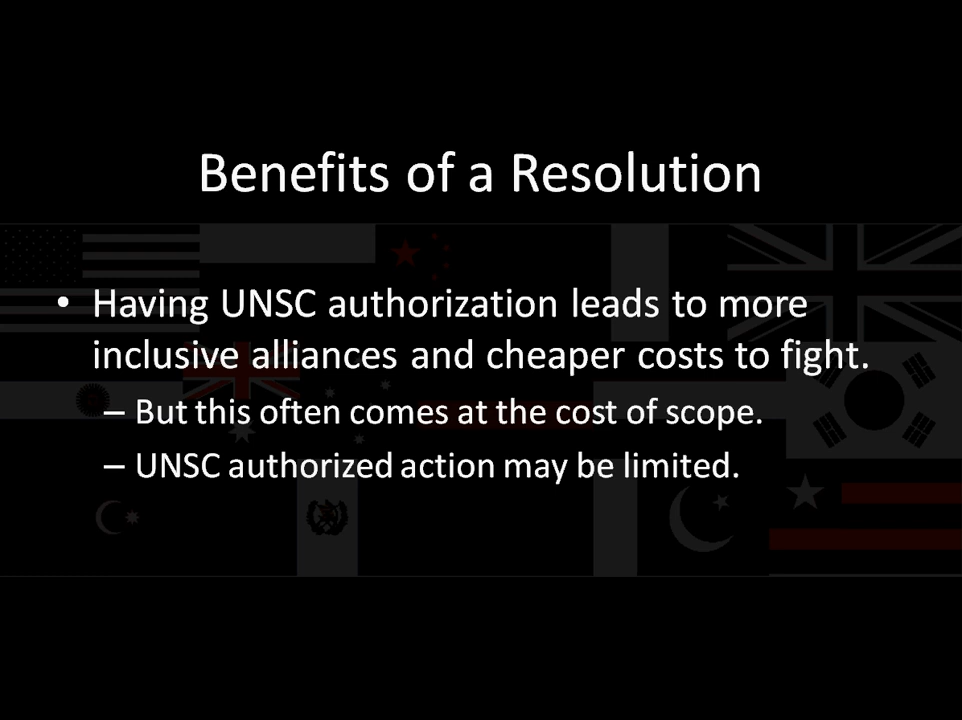 Benefits of a Resolution
• Having UNSC authorization leads to more
inclusive alliances and cheaper costs to fight.
– But this often comes at the cost of scope.
– UNSC authorized action may be limited.